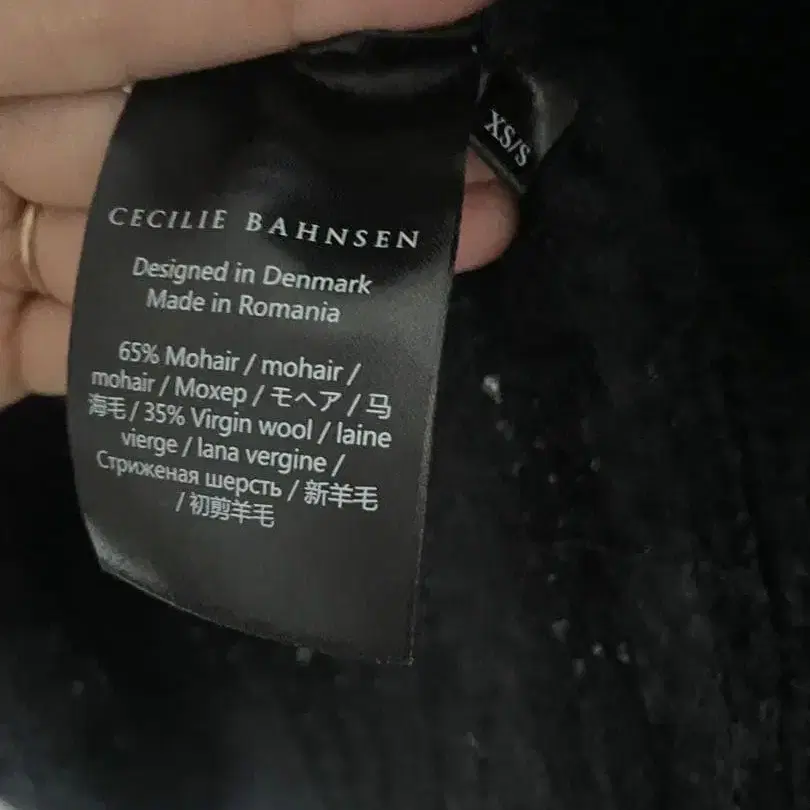 XS/S
CECILIE BAHNSEN
Designed in Denmark
Made in Romania
65% Mohair / mohair /
mohair / Мохер / モヘア / 马
海毛 / 35% Virgin wool / laine
vierge / lana vergine /
Стриженая шерсть / 新羊毛
/ 初剪羊毛